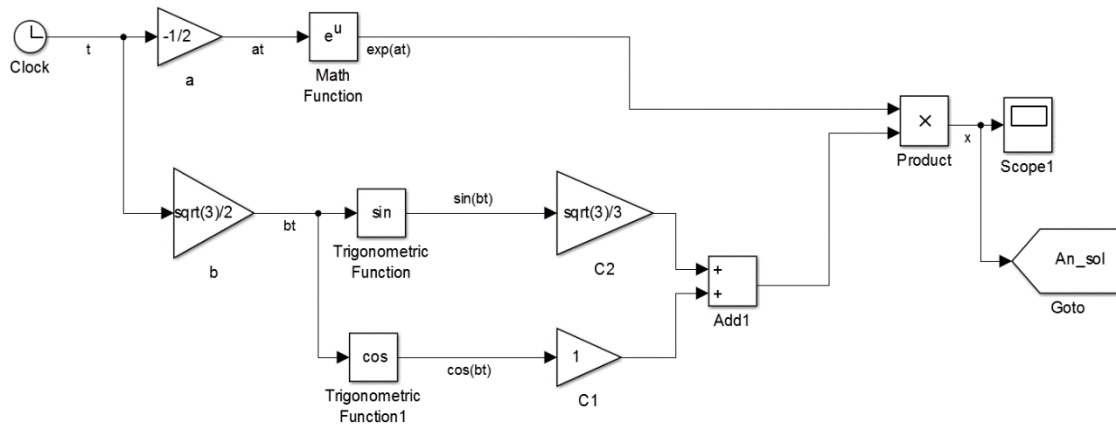 t
Clock
-1/2
a
at
e^u
Math
Function
exp(at)
×
Product
x
Scope1
sqrt(3)/2
b
bt
sin
Trigonometric
Function
sin(bt)
sqrt(3)/3
C2
+
+
Add1
An_sol
Goto
cos
Trigonometric
Function1
cos(bt)
1
C1